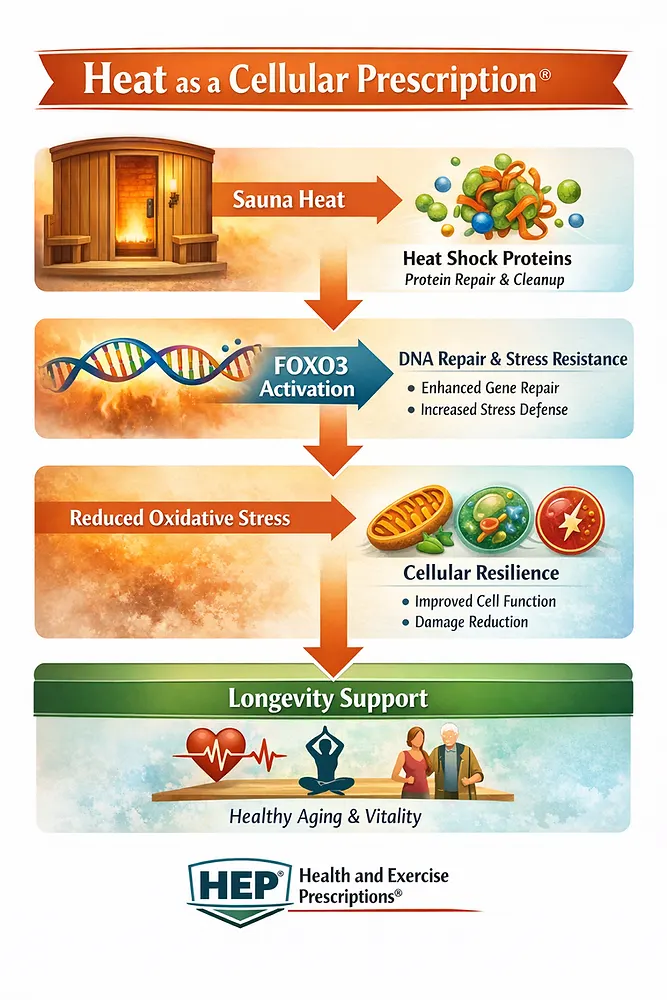 Heat as a Cellular Prescription®
Sauna Heat
Heat Shock Proteins
Protein Repair & Cleanup
FOXO3
Activation
DNA Repair & Stress Resistance
• Enhanced Gene Repair
• Increased Stress Defense
Reduced Oxidative Stress
Cellular Resilience
• Improved Cell Function
• Damage Reduction
Longevity Support
Healthy Aging & Vitality
HEP®
Health and Exercise
Prescriptions®